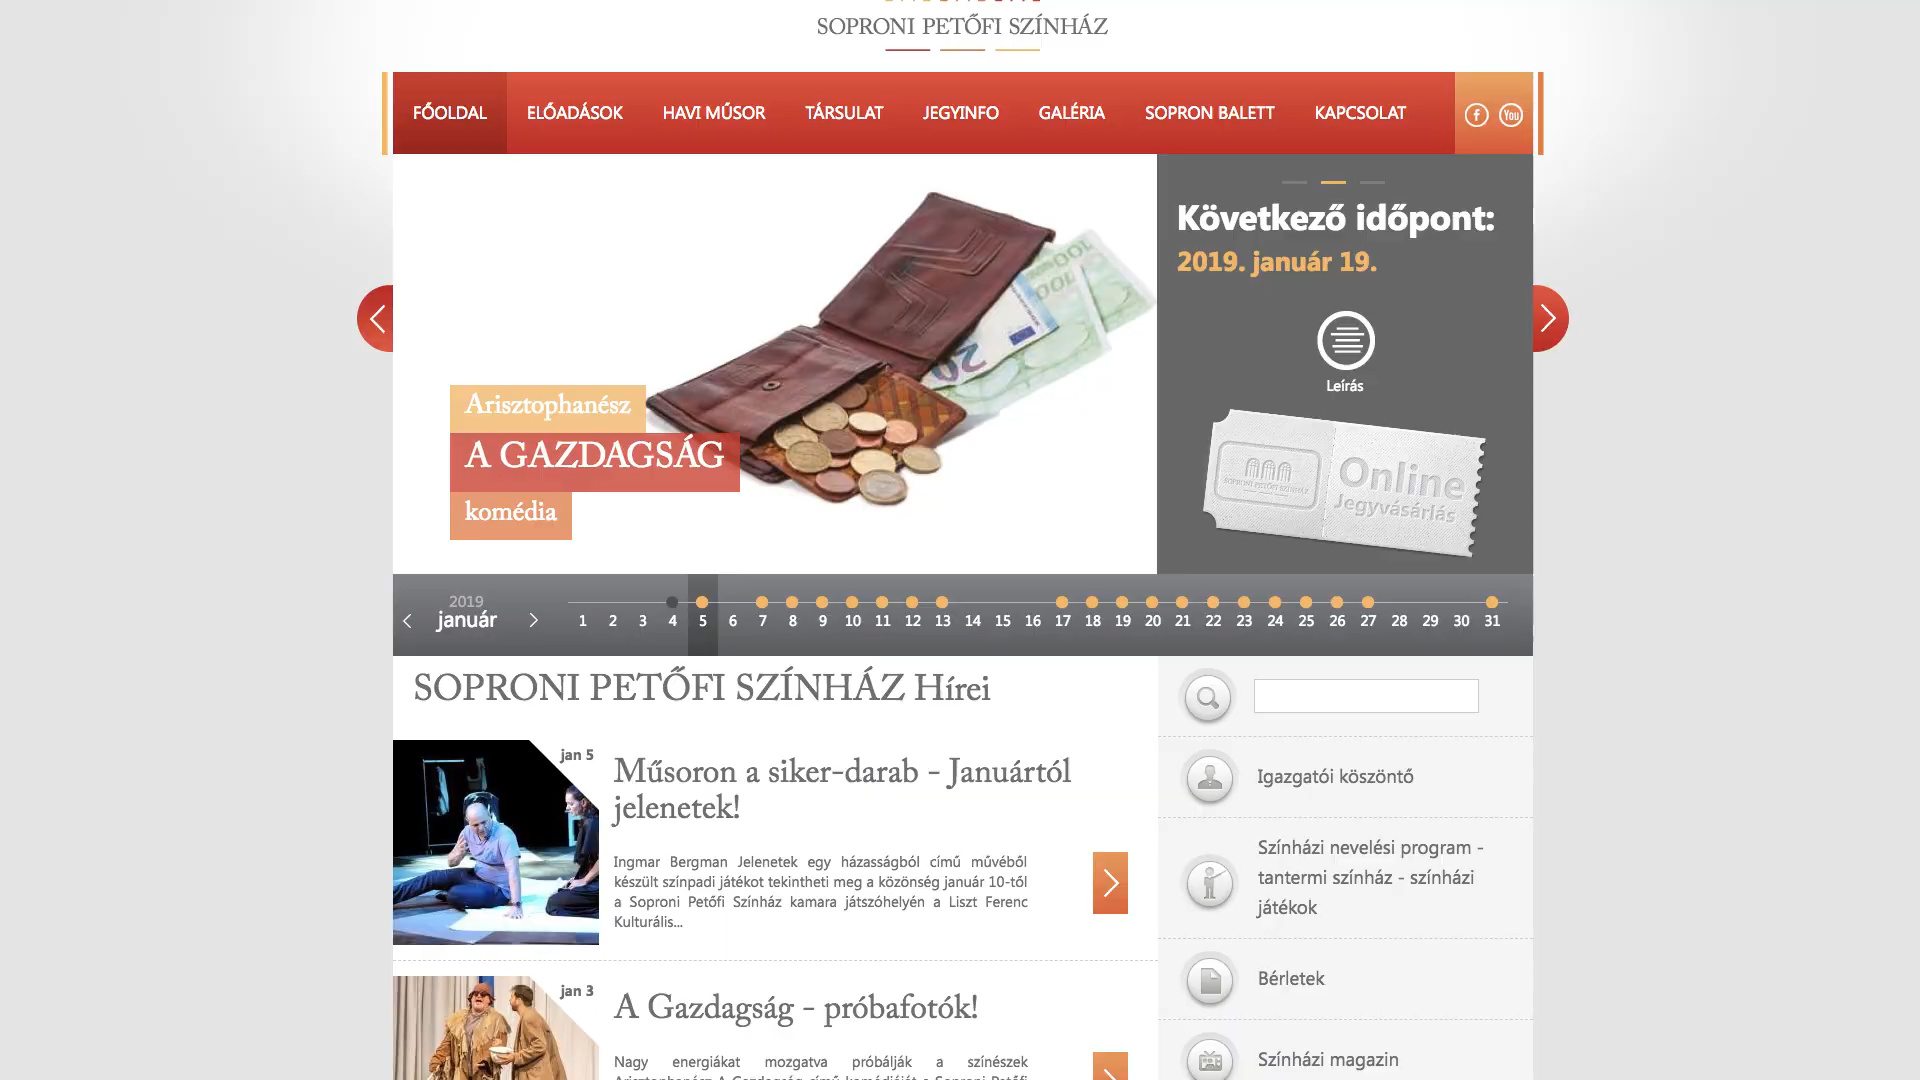 SOPRONI PETŐFI SZÍNHÁZ
FŐOLDAL
ELŐADÁSOK
HAVI MŰSOR
TÁRSULAT
JEGYINFO
GALÉRIA
SOPRON BALETT
KAPCSOLAT
f
You
Arisztophanész
A GAZDAGSÁG
komédia
Következő időpont:
2019. január 19.
Leírás
SOPRONI PETŐFI SZÍNHÁZ
Online
Jegyvásárlás
2019
január
1 2 3 4 5 6 7 8 9 10 11 12 13 14 15 16 17 18 19 20 21 22 23 24 25 26 27 28 29 30 31
SOPRONI PETŐFI SZÍNHÁZ Hírei
jan 5
Műsoron a siker-darab - Januártól
jelenetek!
Ingmar Bergman Jelenetek egy házasságból című művéből
készült színpadi játékot tekintheti meg a közönség január 10-től
a Soproni Petőfi Színház kamara játszóhelyén a Liszt Ferenc
Kulturális...
jan 3
A Gazdagság - próbafotók!
Nagy energiákat mozgatva próbálják a színészek
Igazgatói köszöntő
Színházi nevelési program -
tantermi színház - színházi
játékok
Bérletek
Színházi magazin